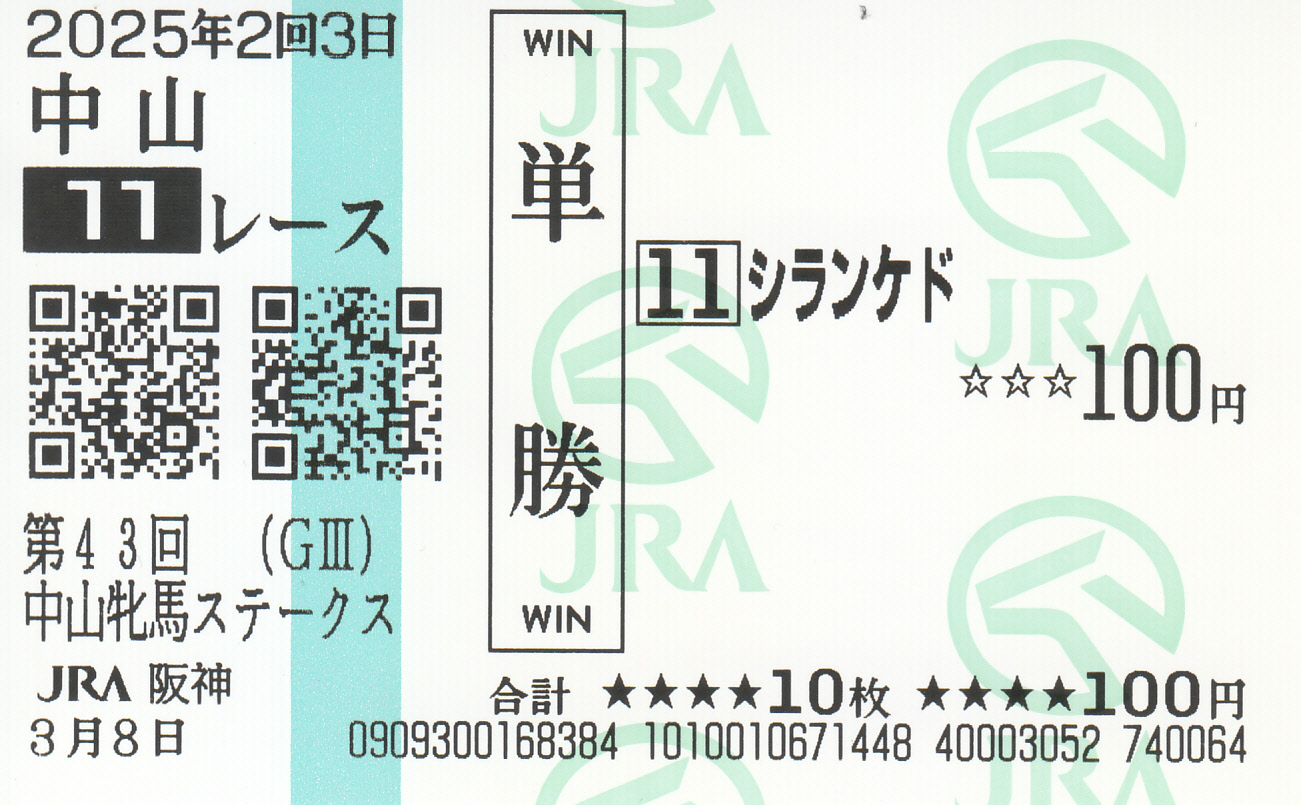 2025年2回3日
中山
11レース
第43回 (GⅢ)
中山牝馬ステークス
JRA 阪神
3月8日
WIN
単勝
WIN
11 シランケド
☆☆☆100円
合計 ★★★★10枚 ★★★★100円
0909300168384 1010010671448 40003052 740064
JRA
JRA
JRA
JRA
JRA